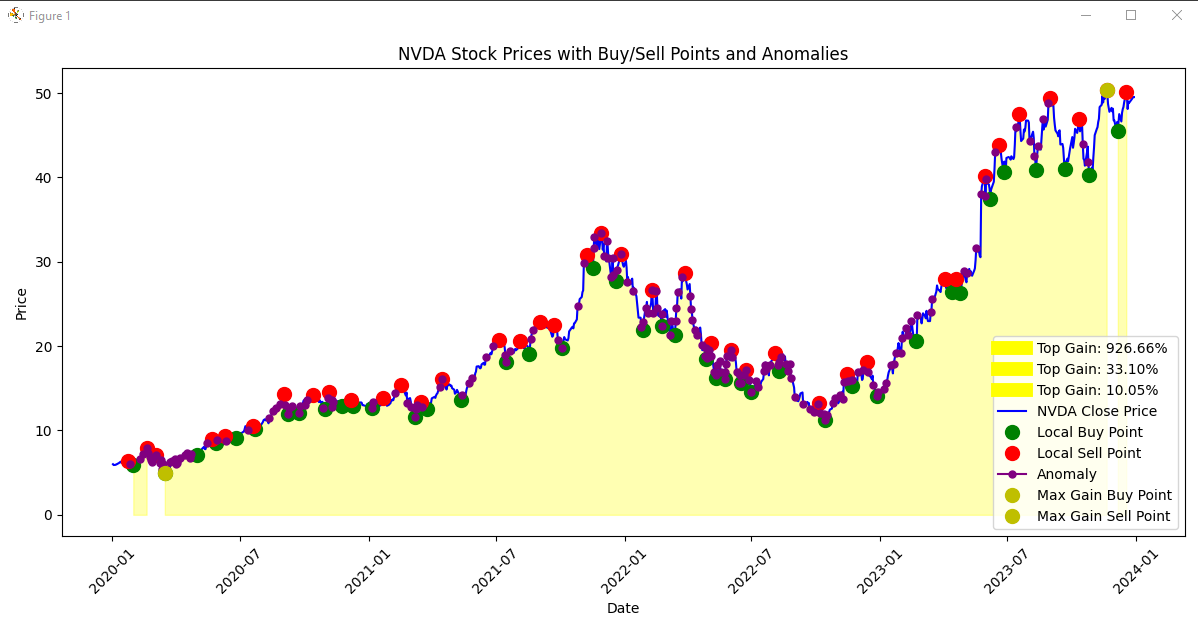 Figure 1
NVDA Stock Prices with Buy/Sell Points and Anomalies
Price
50
40
30
20
10
0
Top Gain: 926.66%
Top Gain: 33.10%
Top Gain: 10.05%
NVDA Close Price
Local Buy Point
Local Sell Point
Anomaly
Max Gain Buy Point
Max Gain Sell Point
2020-01
2020-07
2021-01
2021-07
2022-01
2022-07
2023-01
2023-07
2024-01
Date